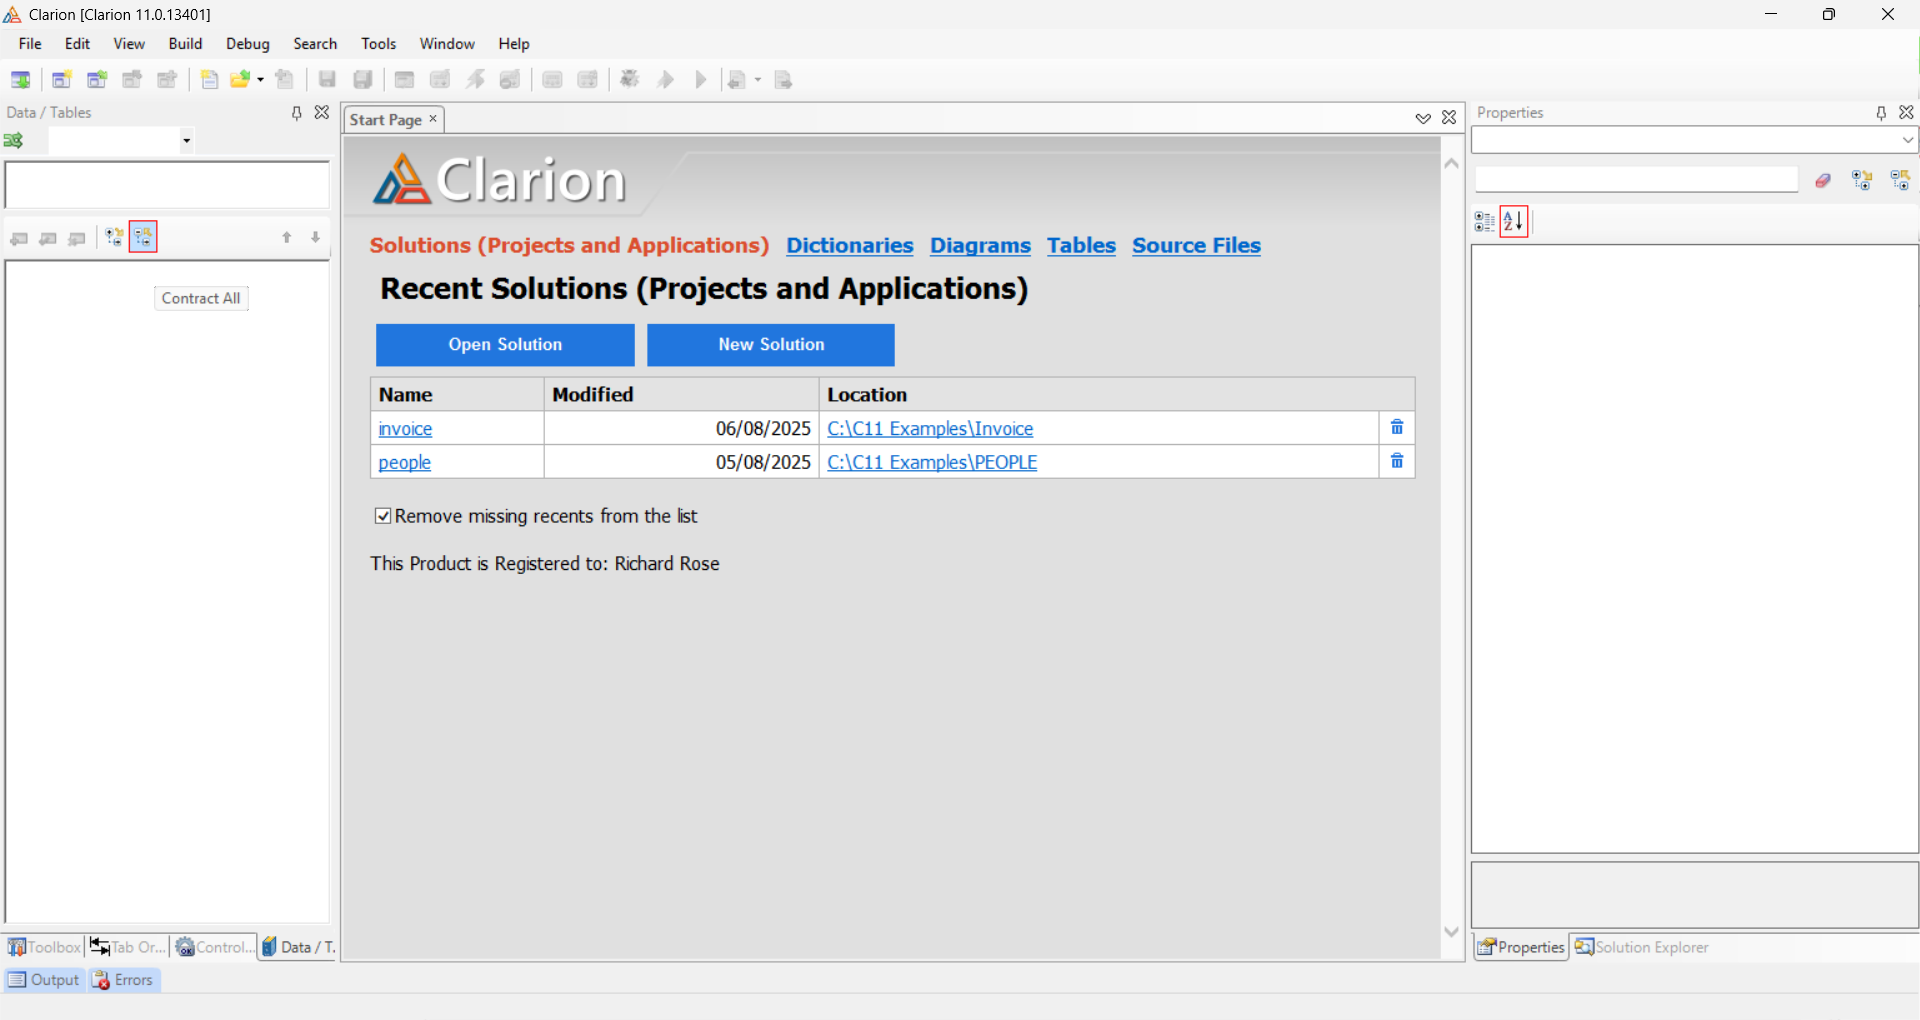 Clarion [Clarion 11.0.13401]
File Edit View Build Debug Search Tools Window Help
Data / Tables
Contract All
Toolbox Tab Or... Control... Data / T.
Output Errors
Start Page
Clarion
Solutions (Projects and Applications) Dictionaries Diagrams Tables Source Files
Recent Solutions (Projects and Applications)
Open Solution New Solution
Name Modified Location
invoice 06/08/2025 C:\C11 Examples\Invoice
people 05/08/2025 C:\C11 Examples\PEOPLE
Remove missing recents from the list
This Product is Registered to: Richard Rose
Properties
Properties Solution Explorer